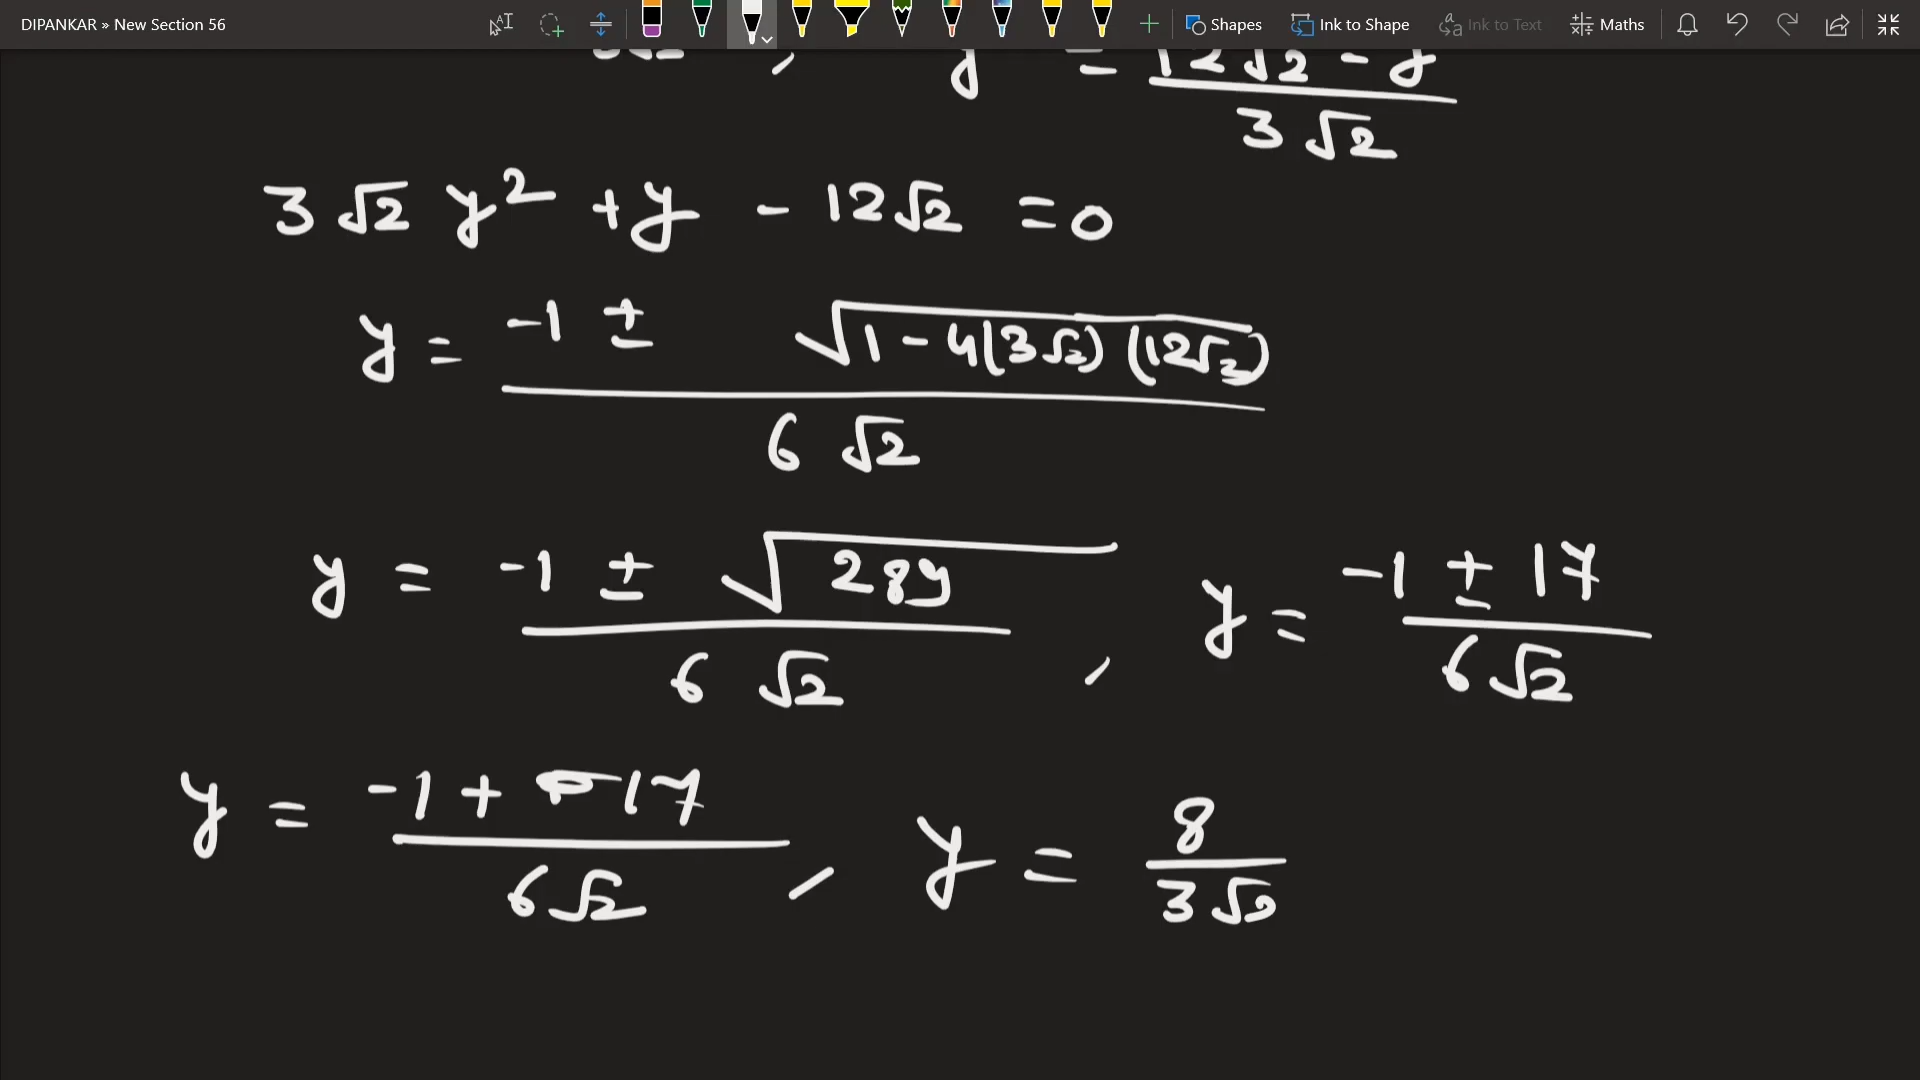 DIPANKAR » New Section 56 Shapes Ink to Shape Ink to Text Maths
, y = 12√2 - y / 3√2
3√2 y² + y - 12√2 = 0
y = -1 ± √1 - 4(3√2)(12√2) / 6√2
y = -1 ± √289 / 6√2 , y = -1 ± 17 / 6√2
y = -1 + 17 / 6√2 , y = 8 / 3√2